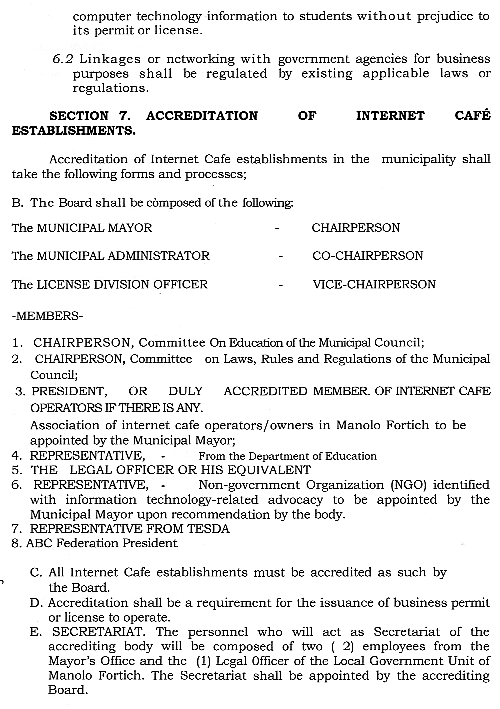 computer technology information to students without prejudice to
its permit or license.
6.2 Linkages or networking with government agencies for business
purposes shall be regulated by existing applicable laws or
regulations.
SECTION 7. ACCREDITATION OF INTERNET CAFÉ
ESTABLISHMENTS.
Accreditation of Internet Cafe establishments in the municipality shall
take the following forms and processes;
B. The Board shall be composed of the following:
The MUNICIPAL MAYOR - CHAIRPERSON
The MUNICIPAL ADMINISTRATOR - CO-CHAIRPERSON
The LICENSE DIVISION OFFICER - VICE-CHAIRPERSON
-MEMBERS-
1. CHAIRPERSON, Committee On Education of the Municipal Council;
2. CHAIRPERSON, Committee on Laws, Rules and Regulations of the Municipal
Council;
3. PRESIDENT, OR DULY ACCREDITED MEMBER. OF INTERNET CAFE
OPERATORS IF THERE IS ANY.
Association of internet cafe operators/owners in Manolo Fortich to be
appointed by the Municipal Mayor;
4. REPRESENTATIVE, - From the Department of Education
5. THE LEGAL OFFICER OR HIS EQUIVALENT
6. REPRESENTATIVE, - Non-government Organization (NGO) identified
with information technology-related advocacy to be appointed by the
Municipal Mayor upon recommendation by the body.
7. REPRESENTATIVE FROM TESDA
8. ABC Federation President
C. All Internet Cafe establishments must be accredited as such by
the Board.
D. Accreditation shall be a requirement for the issuance of business permit
or license to operate.
E. SECRETARIAT. The personnel who will act as Secretariat of the
accrediting body will be composed of two ( 2) employees from the
Mayor's Office and the (1) Legal Officer of the Local Government Unit of
Manolo Fortich. The Secretariat shall be appointed by the accrediting
Board.